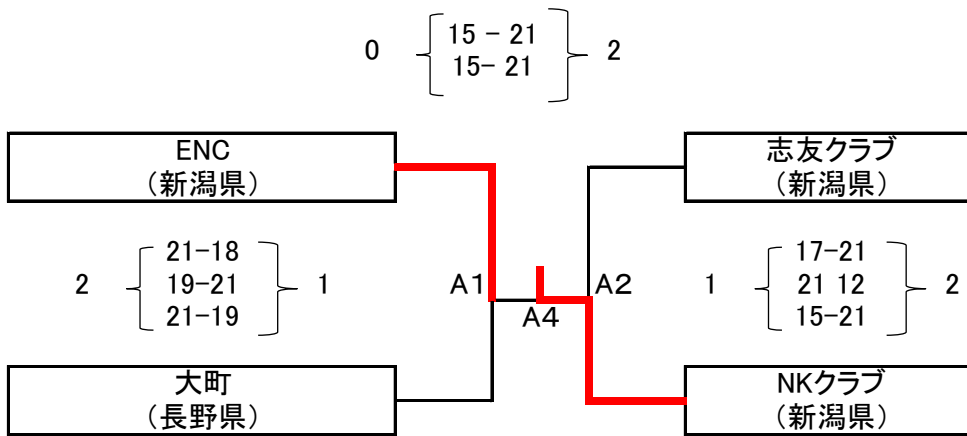 0 15 - 21 2
15- 21
ENC
(新潟県)
志友クラブ
(新潟県)
21-18
2 19-21 1
21-19
A1
A4
A2
17-21
1 21 12 2
15-21
大町
(長野県)
NKクラブ
(新潟県)